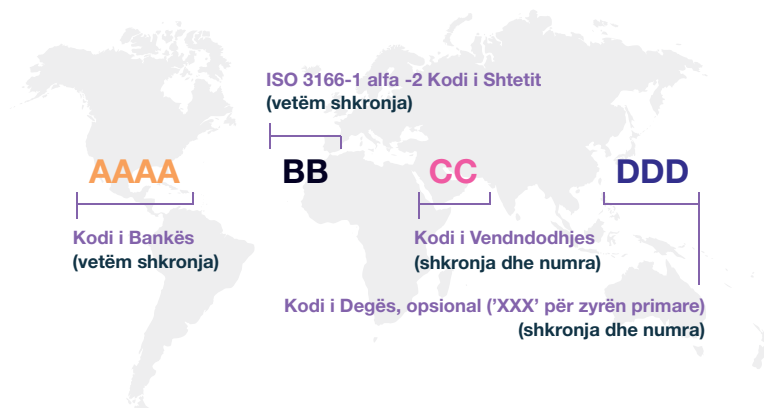 ISO 3166-1 alfa -2 Kodi i Shtetit
(vetëm shkronja)
AAAA BB CC DDD
Kodi i Bankës
(vetëm shkronja)
Kodi i Vendndodhjes
(shkronja dhe numra)
Kodi i Degës, opsional (’XXX’ për zyrën primare)
(shkronja dhe numra)